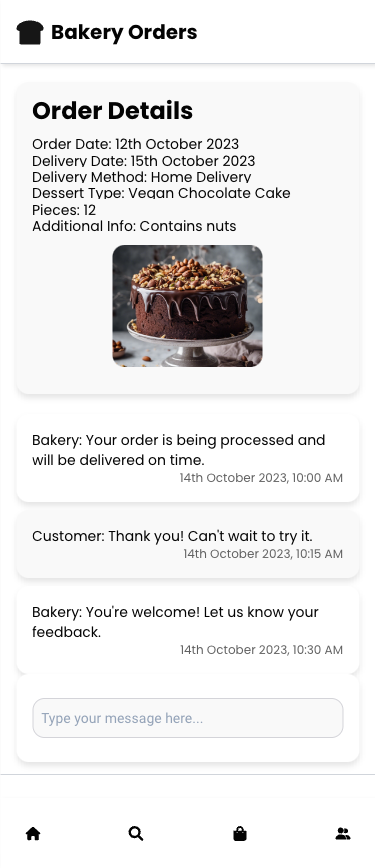 Bakery Orders
Order Details
Order Date: 12th October 2023
Delivery Date: 15th October 2023
Delivery Method: Home Delivery
Dessert Type: Vegan Chocolate Cake
Pieces: 12
Additional Info: Contains nuts
Bakery: Your order is being processed and
will be delivered on time.
14th October 2023, 10:00 AM
Customer: Thank you! Can't wait to try it.
14th October 2023, 10:15 AM
Bakery: You're welcome! Let us know your
feedback.
14th October 2023, 10:30 AM
Type your message here...